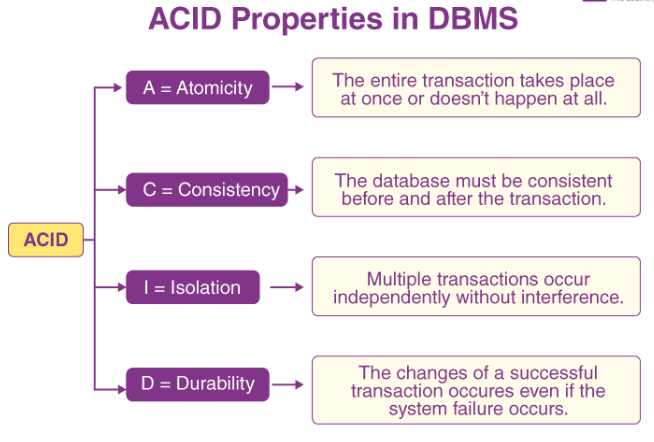 ACID Properties in DBMS
A = Atomicity
The entire transaction takes place
at once or doesn't happen at all.
C = Consistency
The database must be consistent
before and after the transaction.
ACID
I = Isolation
Multiple transactions occur
independently without interference.
D = Durability
The changes of a successful
transaction occures even if the
system failure occurs.